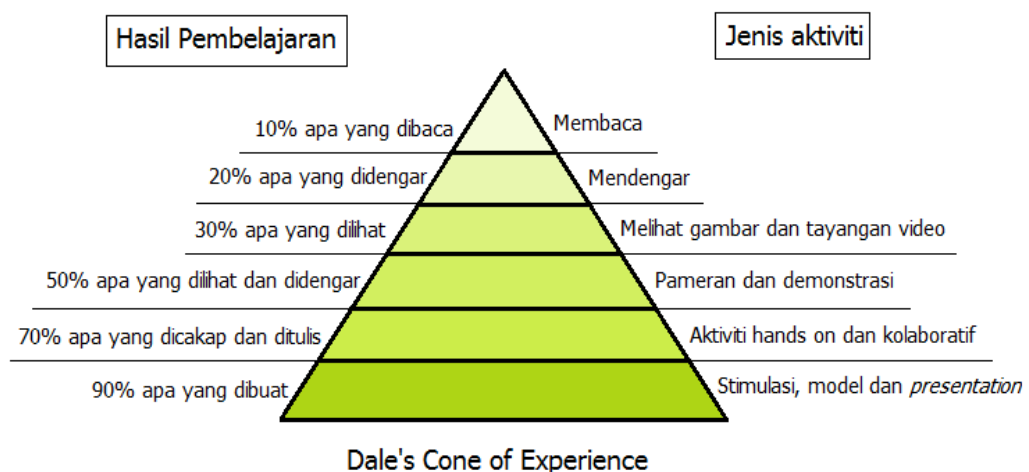 Hasil Pembelajaran
Jenis aktiviti
10% apa yang dibaca
Membaca
20% apa yang didengar
Mendengar
30% apa yang dilihat
Melihat gambar dan tayangan video
50% apa yang dilihat dan didengar
Pameran dan demonstrasi
70% apa yang dicakap dan ditulis
Aktiviti hands on dan kolaboratif
90% apa yang dibuat
Stimulasi, model dan presentation
Dale's Cone of Experience